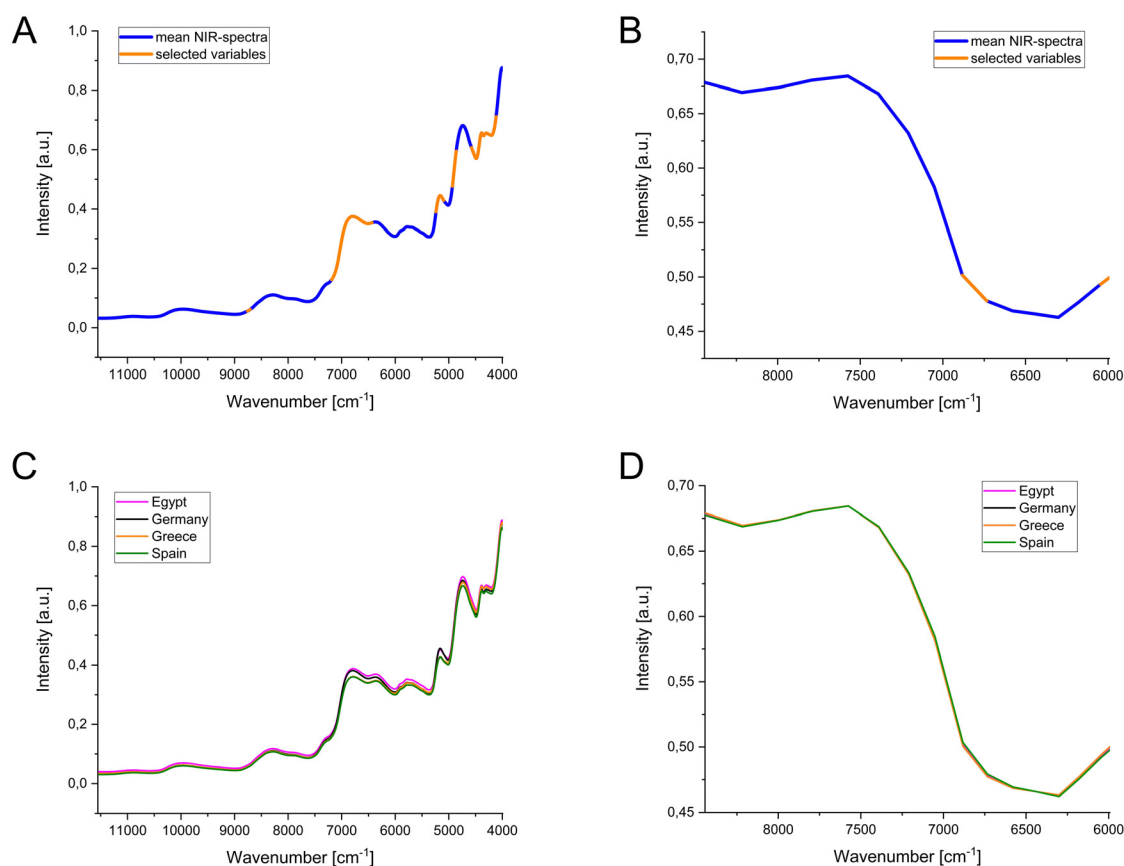 A
mean NIR-spectra
selected variables
1,0
0,8
0,6
0,4
0,2
0,0
Intensity [a.u.]
11000 10000 9000 8000 7000 6000 5000 4000
Wavenumber [cm-1]
B
mean NIR-spectra
selected variables
0,70
0,65
0,60
0,55
0,50
0,45
Intensity [a.u.]
8000 7500 7000 6500 6000
Wavenumber [cm-1]
C
Egypt
Germany
Greece
Spain
1,0
0,8
0,6
0,4
0,2
0,0
Intensity [a.u.]
11000 10000 9000 8000 7000 6000 5000 4000
Wavenumber [cm-1]
D
Egypt
Germany
Greece
Spain
0,70
0,65
0,60
0,55
0,50
0,45
Intensity [a.u.]
8000 7500 7000 6500 6000
Wavenumber [cm-1]